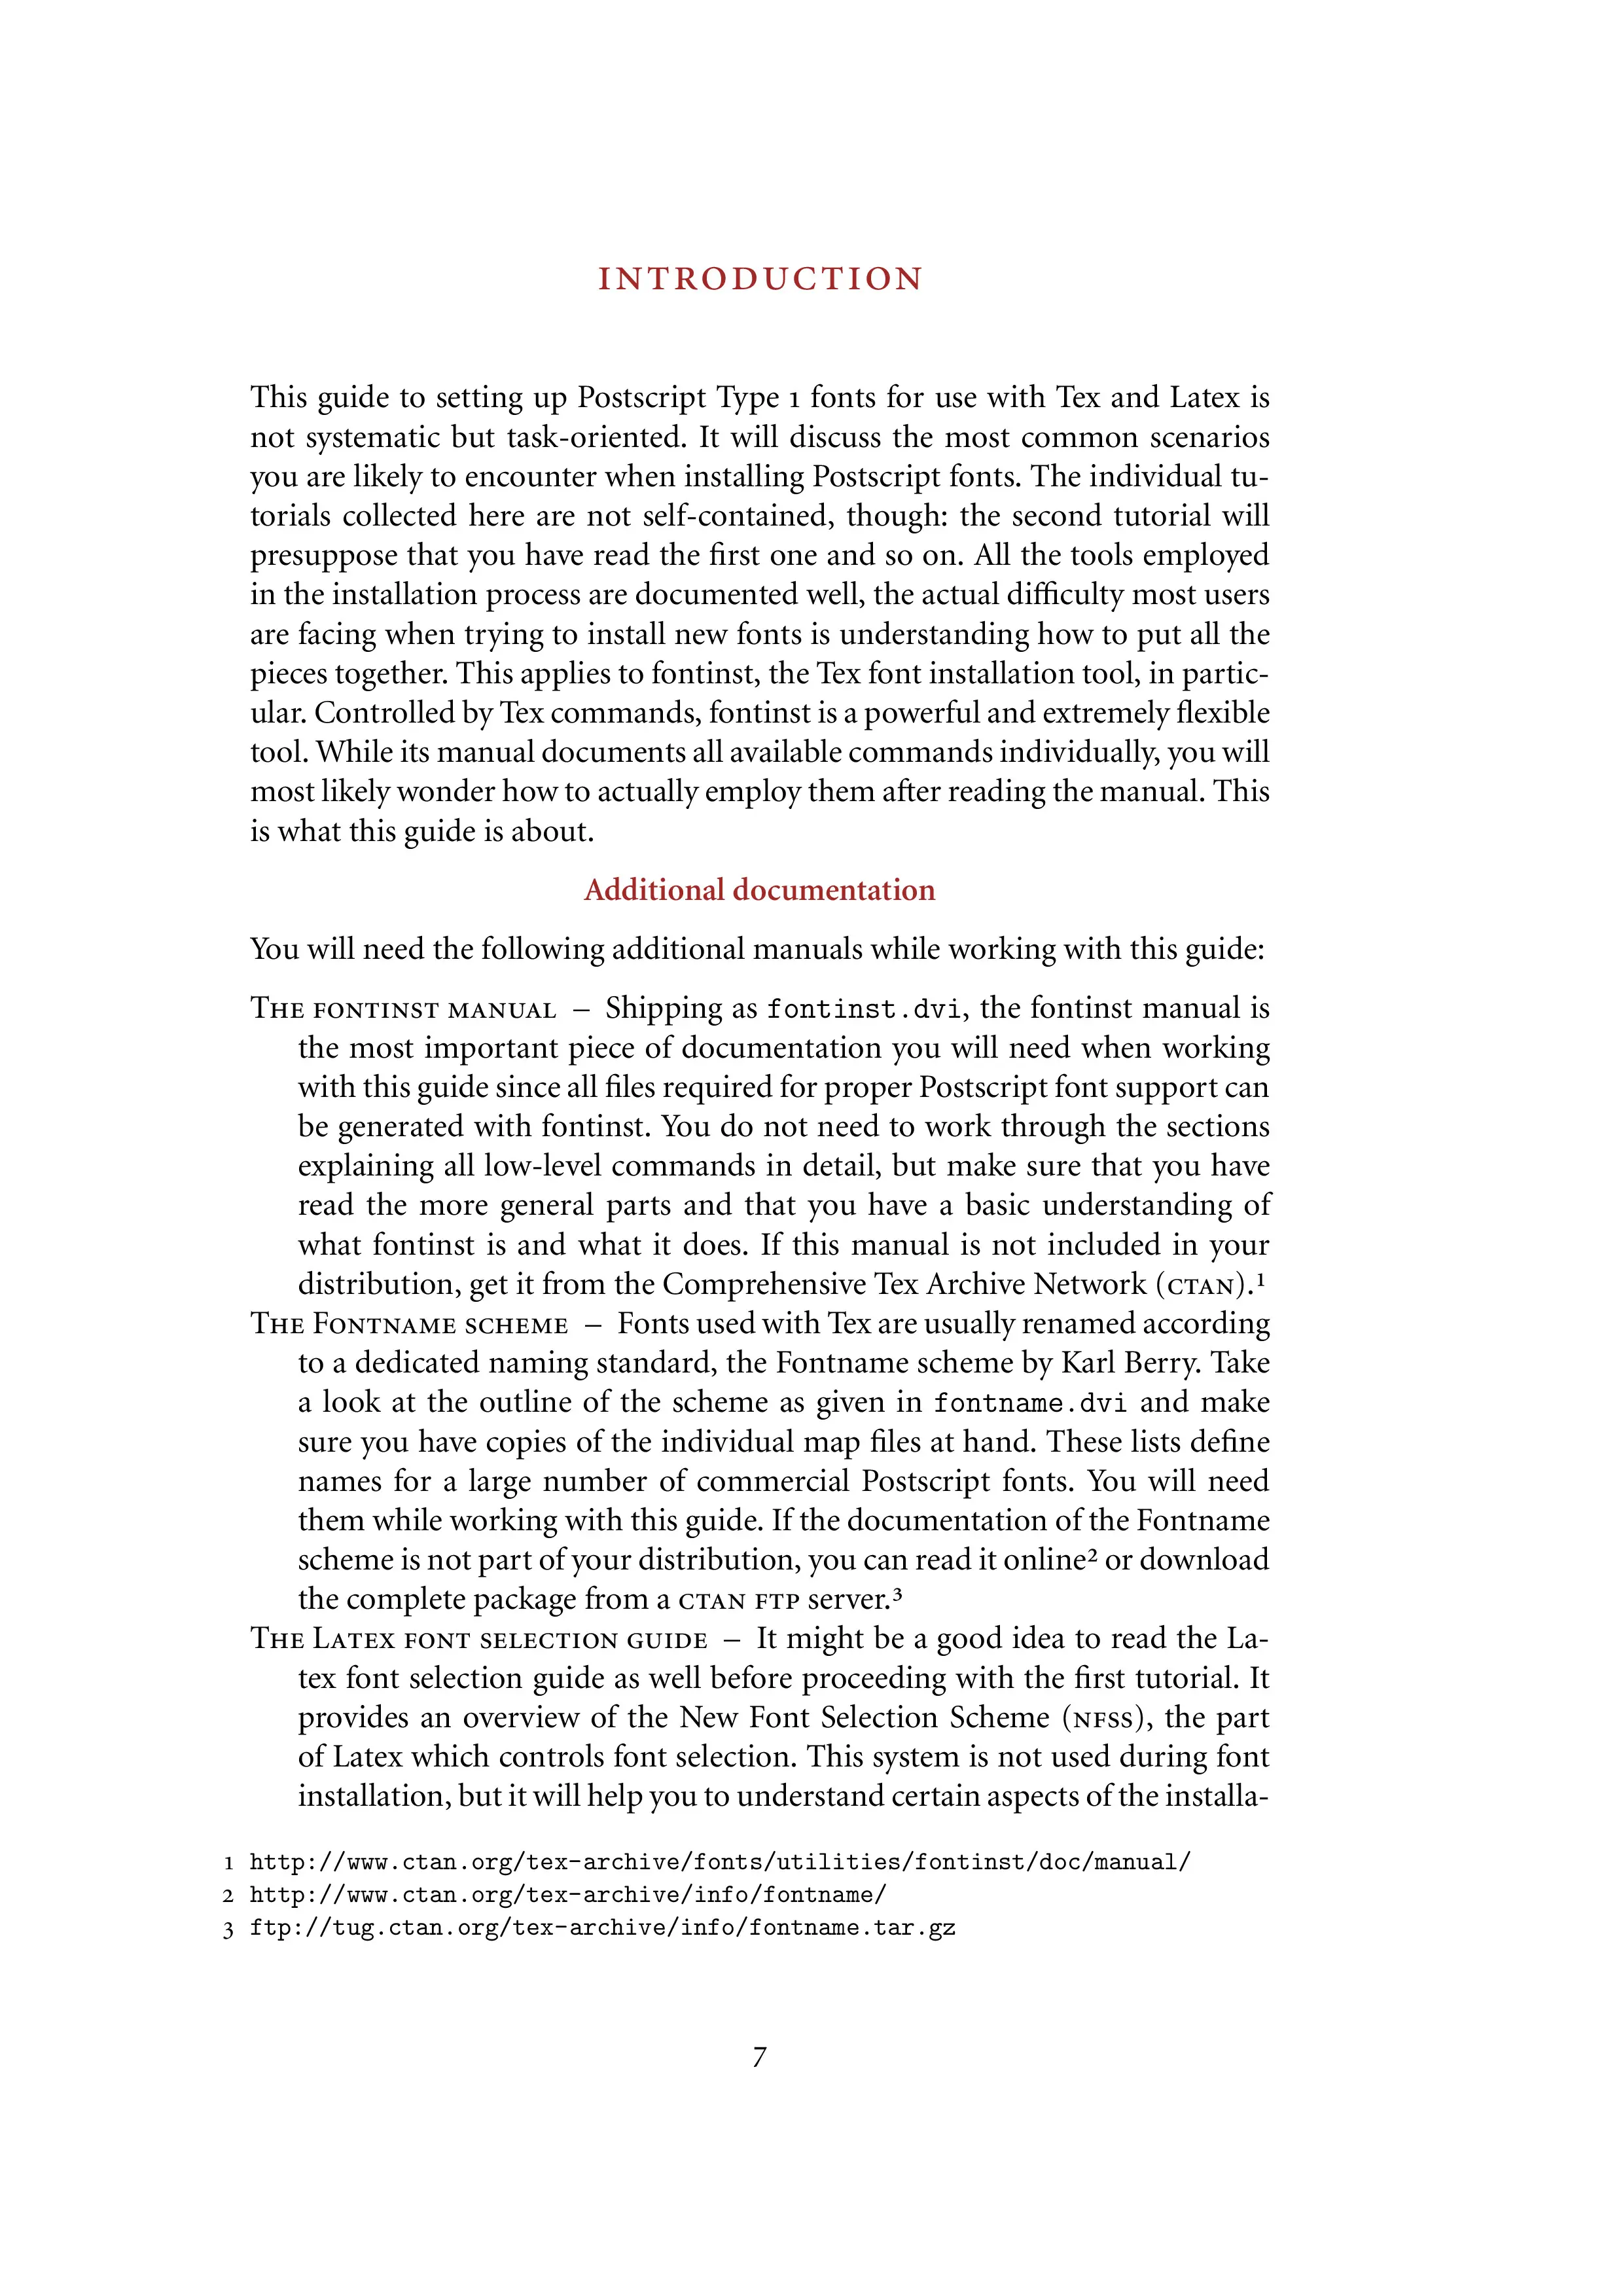 INTRODUCTION
This guide to setting up Postscript Type 1 fonts for use with Tex and Latex is
not systematic but task-oriented. It will discuss the most common scenarios
you are likely to encounter when installing Postscript fonts. The individual tu-
torials collected here are not self-contained, though: the second tutorial will
presuppose that you have read the first one and so on. All the tools employed
in the installation process are documented well, the actual difficulty most users
are facing when trying to install new fonts is understanding how to put all the
pieces together. This applies to fontinst, the Tex font installation tool, in partic-
ular. Controlled by Tex commands, fontinst is a powerful and extremely flexible
tool. While its manual documents all available commands individually, you will
most likely wonder how to actually employ them after reading the manual. This
is what this guide is about.
Additional documentation
You will need the following additional manuals while working with this guide:
The fontinst manual – Shipping as fontinst.dvi, the fontinst manual is
the most important piece of documentation you will need when working
with this guide since all files required for proper Postscript font support can
be generated with fontinst. You do not need to work through the sections
explaining all low-level commands in detail, but make sure that you have
read the more general parts and that you have a basic understanding of
what fontinst is and what it does. If this manual is not included in your
distribution, get it from the Comprehensive Tex Archive Network (ctan).¹
The Fontname scheme – Fonts used with Tex are usually renamed according
to a dedicated naming standard, the Fontname scheme by Karl Berry. Take
a look at the outline of the scheme as given in fontname.dvi and make
sure you have copies of the individual map files at hand. These lists define
names for a large number of commercial Postscript fonts. You will need
them while working with this guide. If the documentation of the Fontname
scheme is not part of your distribution, you can read it online² or download
the complete package from a ctan ftp server.³
The Latex font selection guide – It might be a good idea to read the La-
tex font selection guide as well before proceeding with the first tutorial. It
provides an overview of the New Font Selection Scheme (nfss), the part
of Latex which controls font selection. This system is not used during font
installation, but it will help you to understand certain aspects of the installa-
1 http://www.ctan.org/tex-archive/fonts/utilities/fontinst/doc/manual/
2 http://www.ctan.org/tex-archive/info/fontname/
3 ftp://tug.ctan.org/tex-archive/info/fontname.tar.gz
7